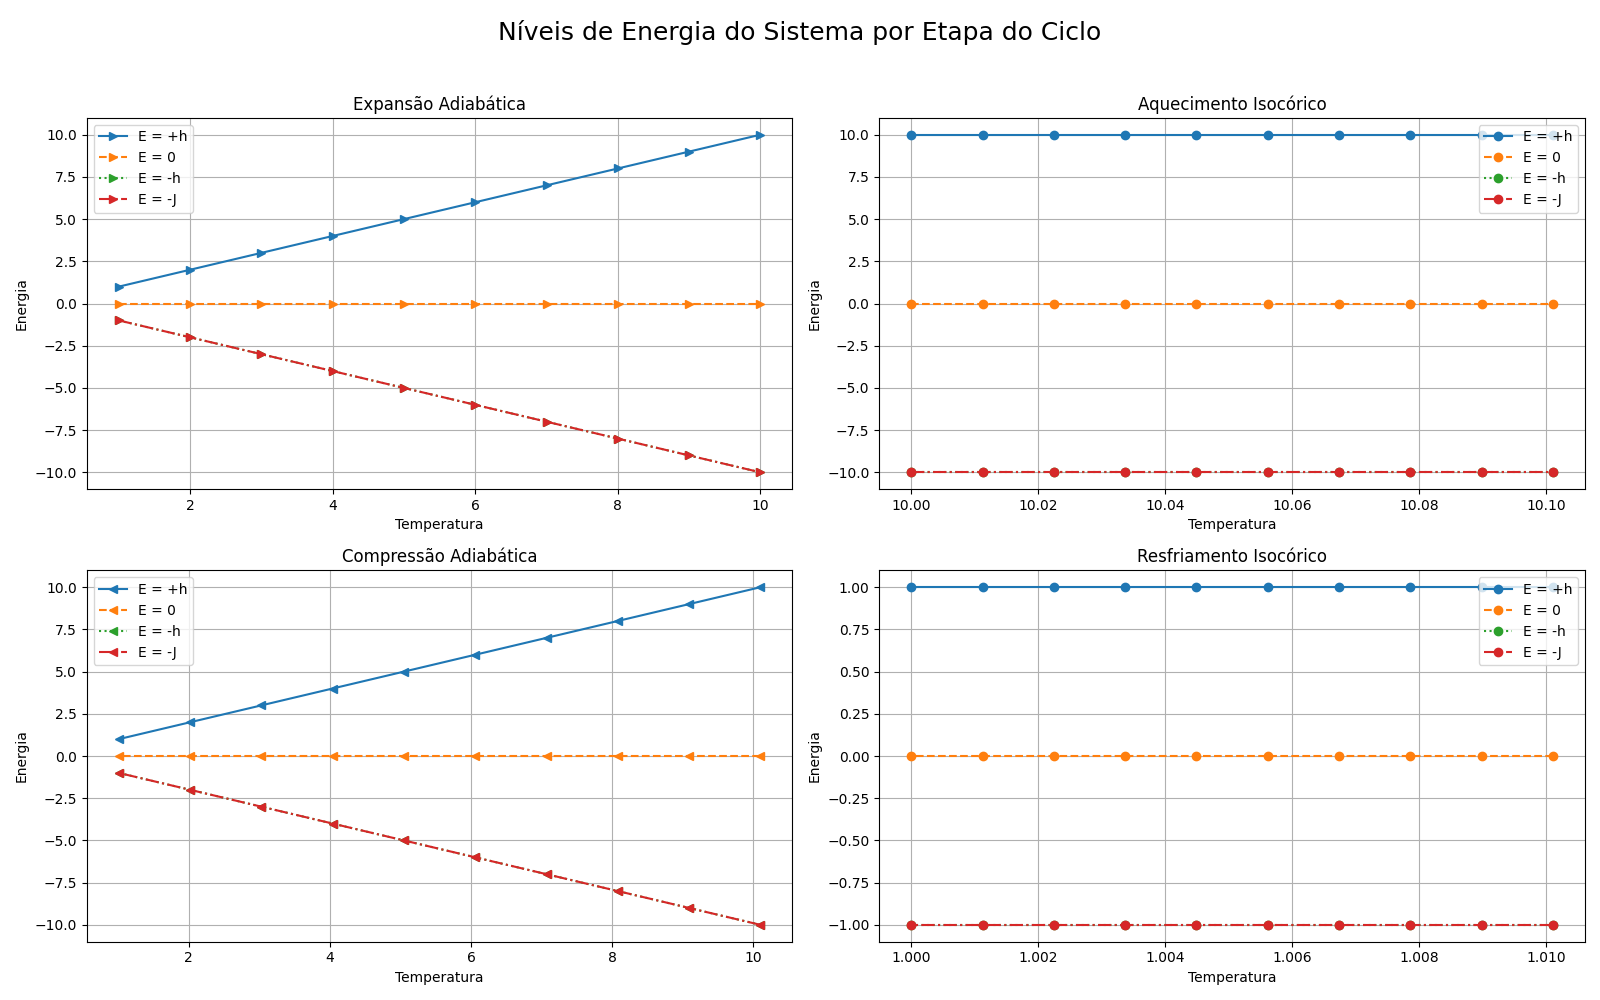 Níveis de Energia do Sistema por Etapa do Ciclo
Expansão Adiabática
E = +h
E = 0
E = -h
E = -J
10.0
7.5
5.0
2.5
0.0
−2.5
−5.0
−7.5
−10.0
Energia
2 4 6 8 10
Temperatura
Aquecimento Isocórico
E = +h
E = 0
E = -h
E = -J
10.0
7.5
5.0
2.5
0.0
−2.5
−5.0
−7.5
−10.0
Energia
10.00 10.02 10.04 10.06 10.08 10.10
Temperatura
Compressão Adiabática
E = +h
E = 0
E = -h
E = -J
10.0
7.5
5.0
2.5
0.0
−2.5
−5.0
−7.5
−10.0
Energia
2 4 6 8 10
Temperatura
Resfriamento Isocórico
E = +h
E = 0
E = -h
E = -J
1.00
0.75
0.50
0.25
0.00
−0.25
−0.50
−0.75
−1.00
Energia
1.000 1.002 1.004 1.006 1.008 1.010
Temperatura